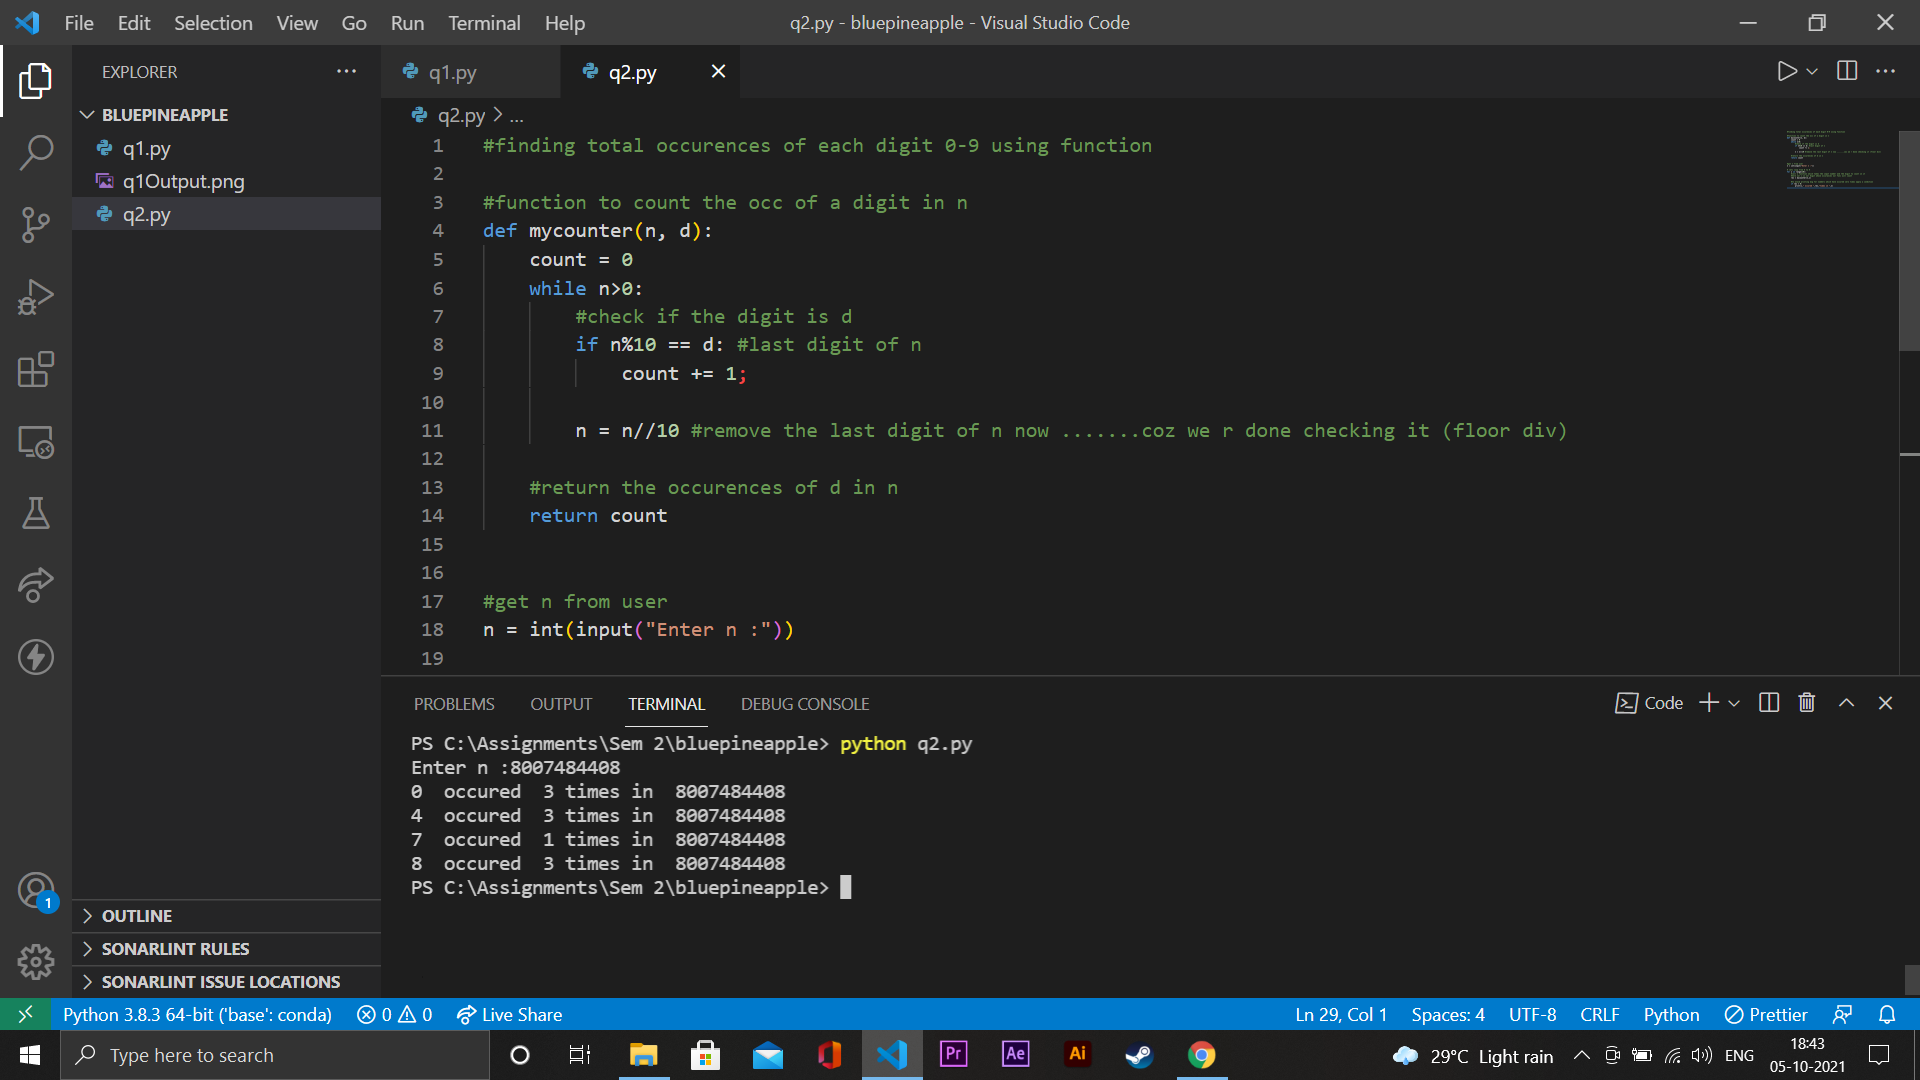 File Edit Selection View Go Run Terminal Help
q2.py - bluepineapple - Visual Studio Code
EXPLORER
BLUEPINEAPPLE
q1.py
q1Output.png
q2.py
OUTLINE
SONARLINT RULES
SONARLINT ISSUE LOCATIONS
q1.py q2.py
q2.py > ...
1 #finding total occurences of each digit 0-9 using function
2
3 #function to count the occ of a digit in n
4 def mycounter(n, d):
5 count = 0
6 while n>0:
7 #check if the digit is d
8 if n%10 == d: #last digit of n
9 count += 1;
10
11 n = n//10 #remove the last digit of n now .......coz we r done checking it (floor div)
12
13 #return the occurences of d in n
14 return count
15
16
17 #get n from user
18 n = int(input("Enter n :"))
19
PROBLEMS OUTPUT TERMINAL DEBUG CONSOLE
Code
PS C:\Assignments\Sem 2\bluepineapple> python q2.py
Enter n :8007484408
0 occured 3 times in 8007484408
4 occured 3 times in 8007484408
7 occured 1 times in 8007484408
8 occured 3 times in 8007484408
PS C:\Assignments\Sem 2\bluepineapple>
1
Python 3.8.3 64-bit ('base': conda) 0 0 Live Share
Ln 29, Col 1 Spaces: 4 UTF-8 CRLF Python Prettier
Type here to search
Pr Ae Ai
29°C Light rain
ENG
18:43
05-10-2021